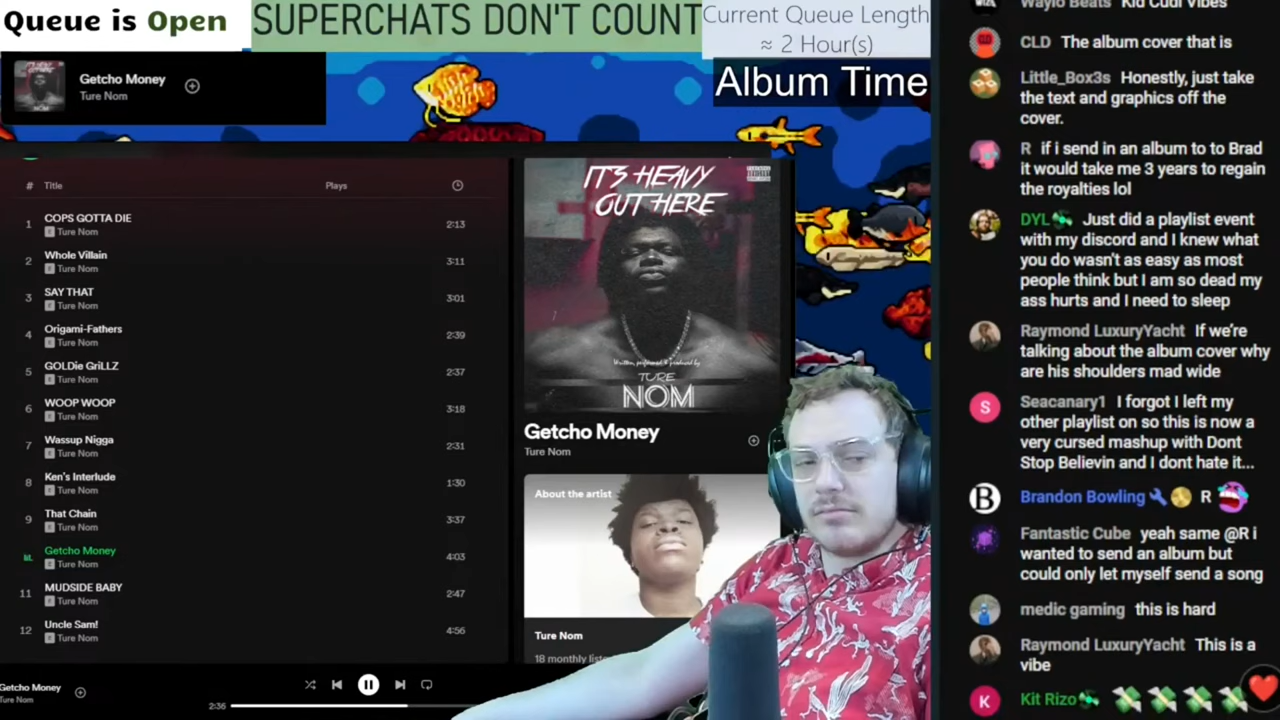 Queue is Open
SUPERCHATS DON'T COUNT
Current Queue Length
≈ 2 Hour(s)
Album Time
Getcho Money
Ture Nom
# Title Plays
1 COPS GOTTA DIE 2:13
E Ture Nom
2 Whole Villain 3:11
E Ture Nom
3 SAY THAT 3:01
E Ture Nom
4 Origami-Fathers 2:39
E Ture Nom
5 GOLDie GriLLZ 2:37
E Ture Nom
6 WOOP WOOP 3:18
E Ture Nom
7 Wassup Nigga 2:31
E Ture Nom
8 Ken's Interlude 1:30
E Ture Nom
9 That Chain 3:37
E Ture Nom
Getcho Money 4:03
E Ture Nom
11 MUDSIDE BABY 2:47
E Ture Nom
12 Uncle Sam! 4:56
E Ture Nom
IT'S HEAVY
OUT HERE
Written, performed & produced by
TURE
NOM
Getcho Money
Ture Nom
About the artist
Ture Nom
18 monthly
Getcho Money
Ture Nom
2:36
Waylo Beats Kid Cudi Vibes
CLD The album cover that is
Little_Box3s Honestly, just take
the text and graphics off the
cover.
R if i send in an album to to Brad
it would take me 3 years to regain
the royalties lol
DYL Just did a playlist event
with my discord and I knew what
you do wasn't as easy as most
people think but I am so dead my
ass hurts and I need to sleep
Raymond LuxuryYacht If we're
talking about the album cover why
are his shoulders mad wide
S Seacanary1 I forgot I left my
other playlist on so this is now a
very cursed mashup with Dont
Stop Believin and I dont hate it...
B Brandon Bowling R
Fantastic Cube yeah same @R i
wanted to send an album but
could only let myself send a song
medic gaming this is hard
Raymond LuxuryYacht This is a
vibe
K Kit Rizo